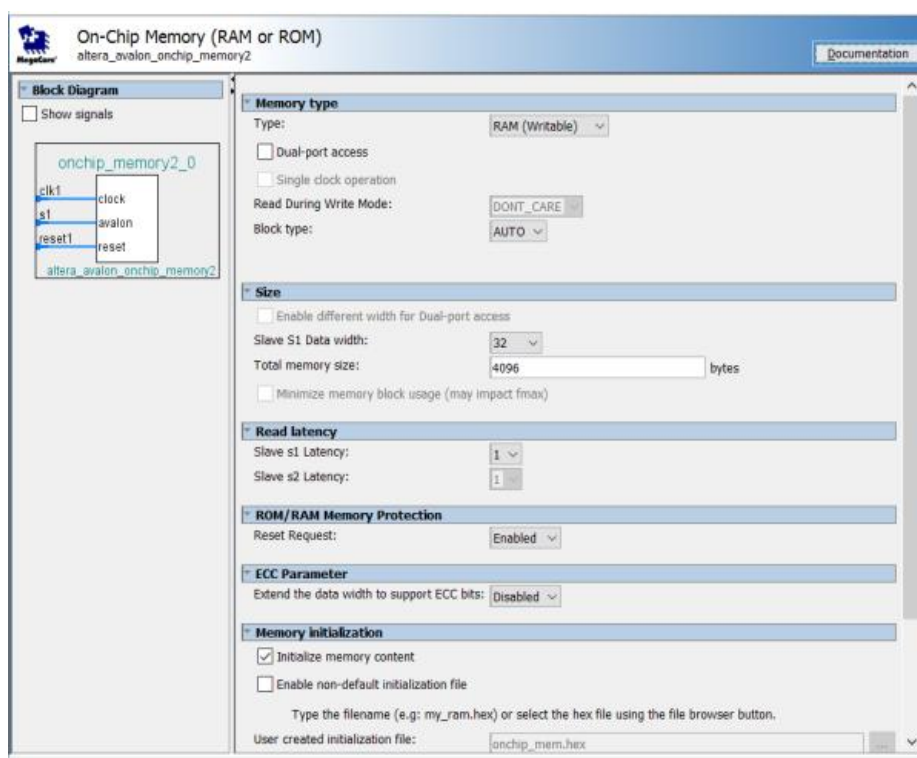 On-Chip Memory (RAM or ROM)
MegaCore'
altera_avalon_onchip_memory2
Documentation
Block Diagram
Show signals
onchip_memory2_0
clk1
clock
s1
avalon
reset1
reset
altera_avalon_onchip_memory2
Memory type
Type: RAM (Writable)
Dual-port access
Single clock operation
Read During Write Mode: DONT_CARE
Block type: AUTO
Size
Enable different width for Dual-port access
Slave S1 Data width: 32
Total memory size: 4096 bytes
Minimize memory block usage (may impact fmax)
Read latency
Slave s1 Latency: 1
Slave s2 Latency: 1
ROM/RAM Memory Protection
Reset Request: Enabled
ECC Parameter
Extend the data width to support ECC bits: Disabled
Memory initialization
Initialize memory content
Enable non-default initialization file
Type the filename (e.g: my_ram.hex) or select the hex file using the file browser button.
User created initialization file: onchip_mem.hex ...